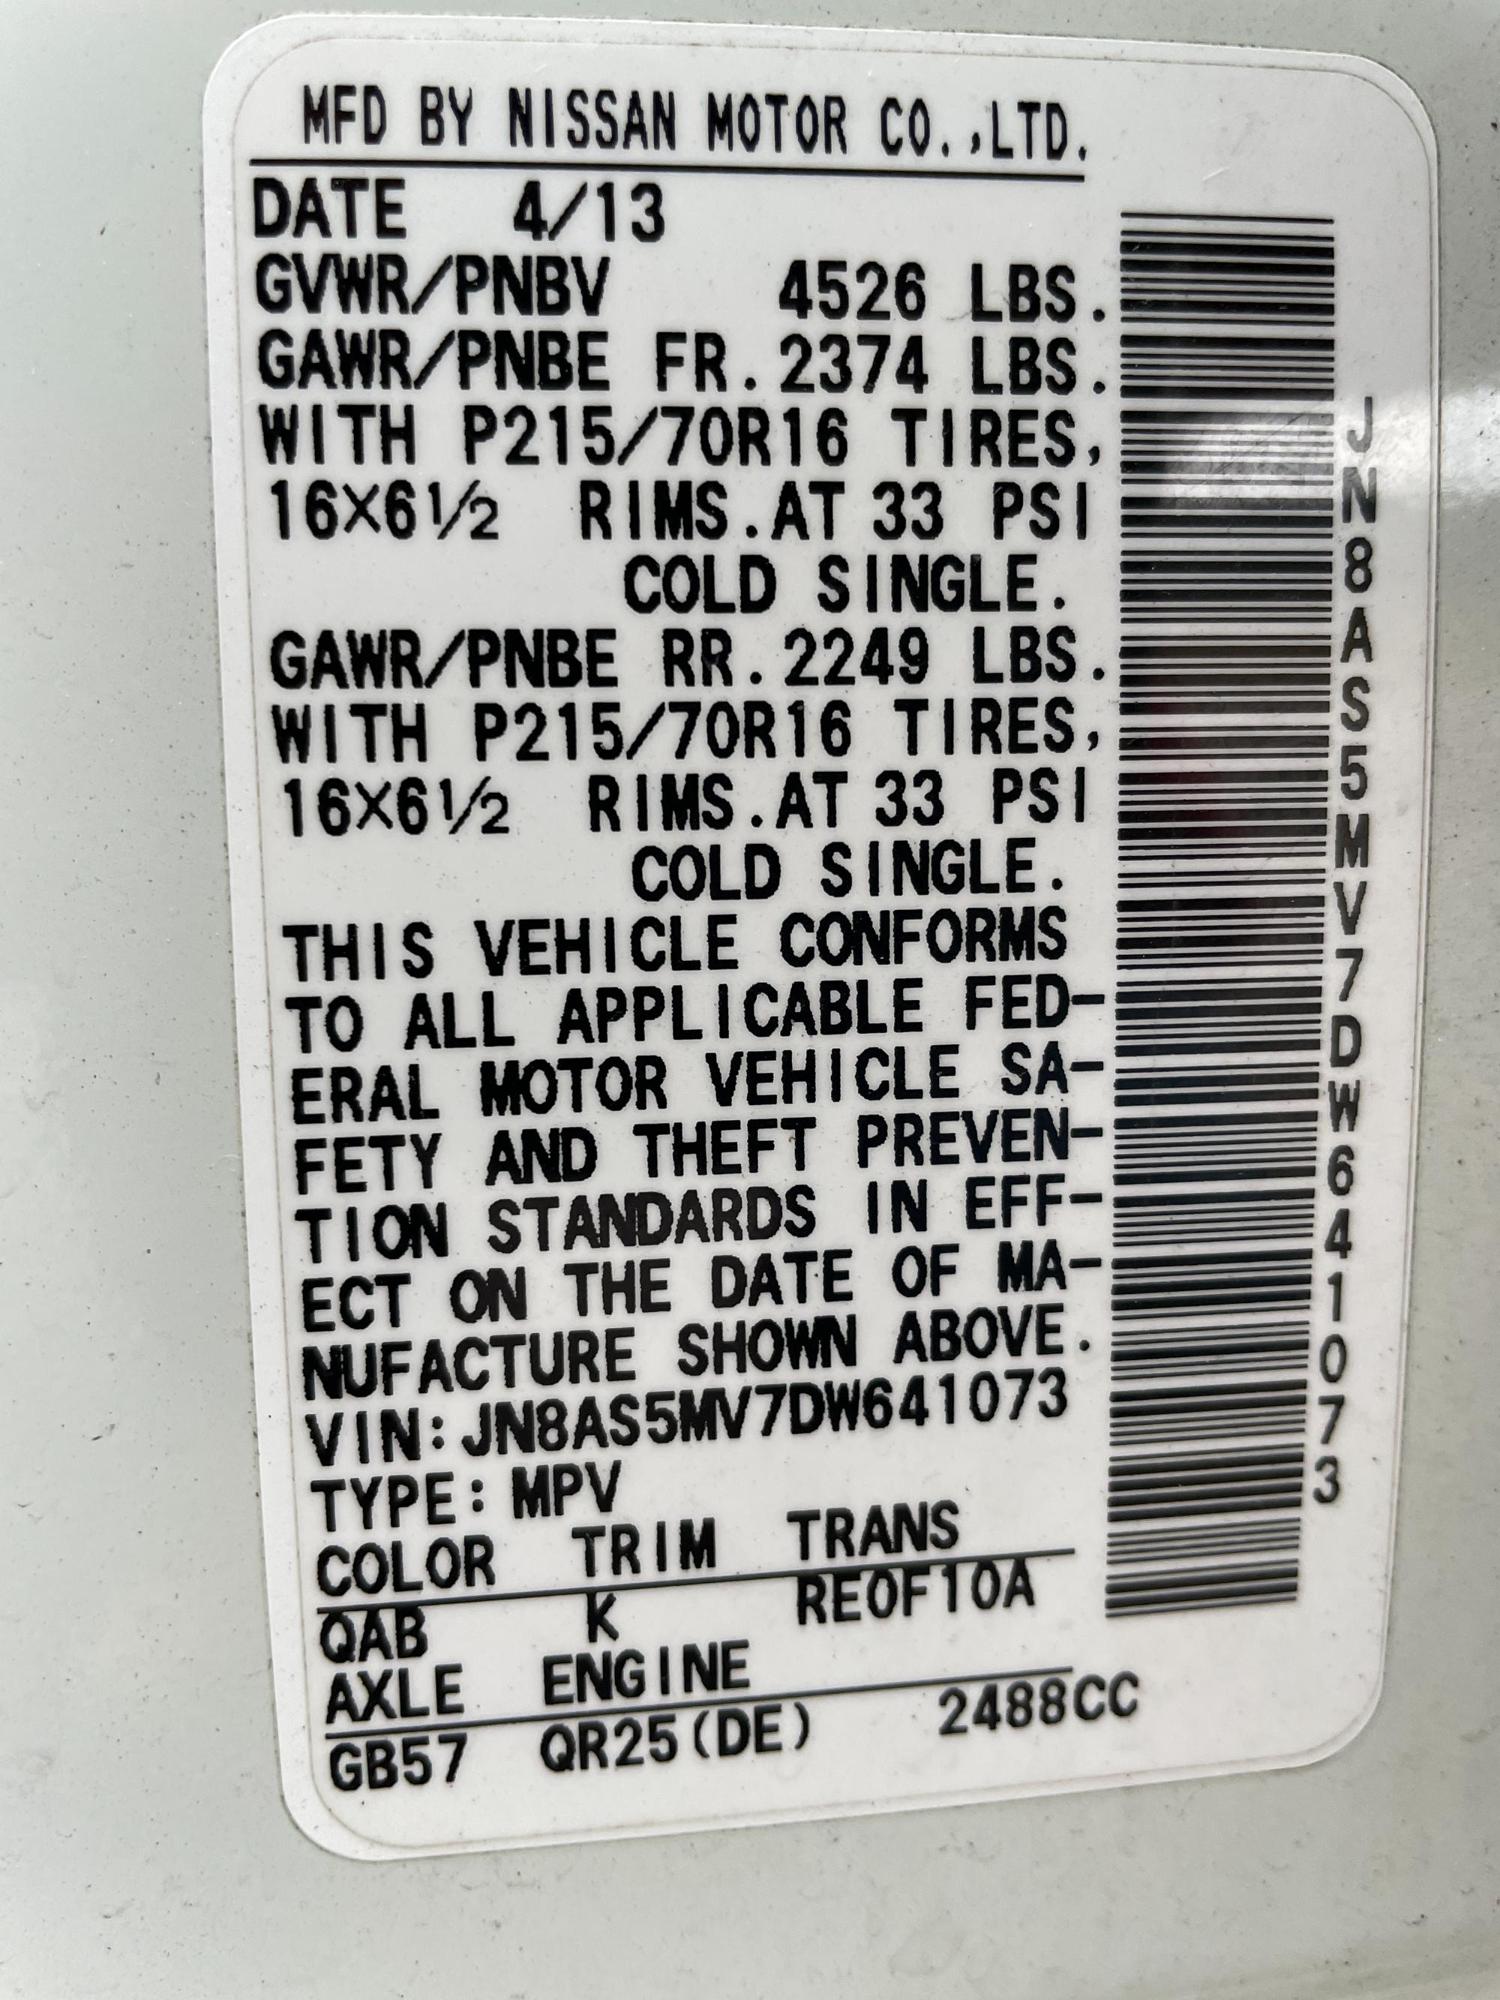 MFD BY NISSAN MOTOR CO.,LTD.
DATE 4/13
GVWR/PNBV 4526 LBS.
GAWR/PNBE FR.2374 LBS.
WITH P215/70R16 TIRES,
16X6½ RIMS.AT 33 PSI
COLD SINGLE.
GAWR/PNBE RR.2249 LBS.
WITH P215/70R16 TIRES,
16X6½ RIMS.AT 33 PSI
COLD SINGLE.
THIS VEHICLE CONFORMS
TO ALL APPLICABLE FED-
ERAL MOTOR VEHICLE SA-
FETY AND THEFT PREVEN-
TION STANDARDS IN EFF-
ECT ON THE DATE OF MA-
NUFACTURE SHOWN ABOVE.
VIN:JN8AS5MV7DW641073
TYPE:MPV
COLOR TRIM TRANS
QAB K RE0F10A
AXLE ENGINE
GB57 QR25(DE) 2488CC
JN8AS5MV7DW641073